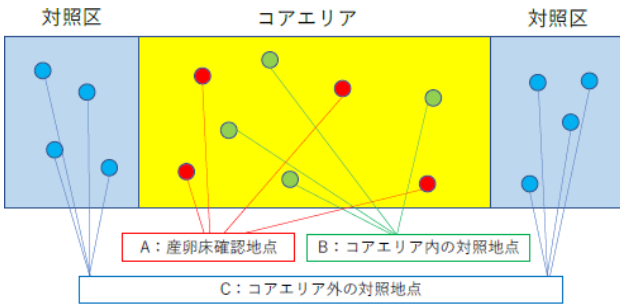 対照区
コアエリア
対照区
A：産卵床確認地点
B：コアエリア内の対照地点
C：コアエリア外の対照地点